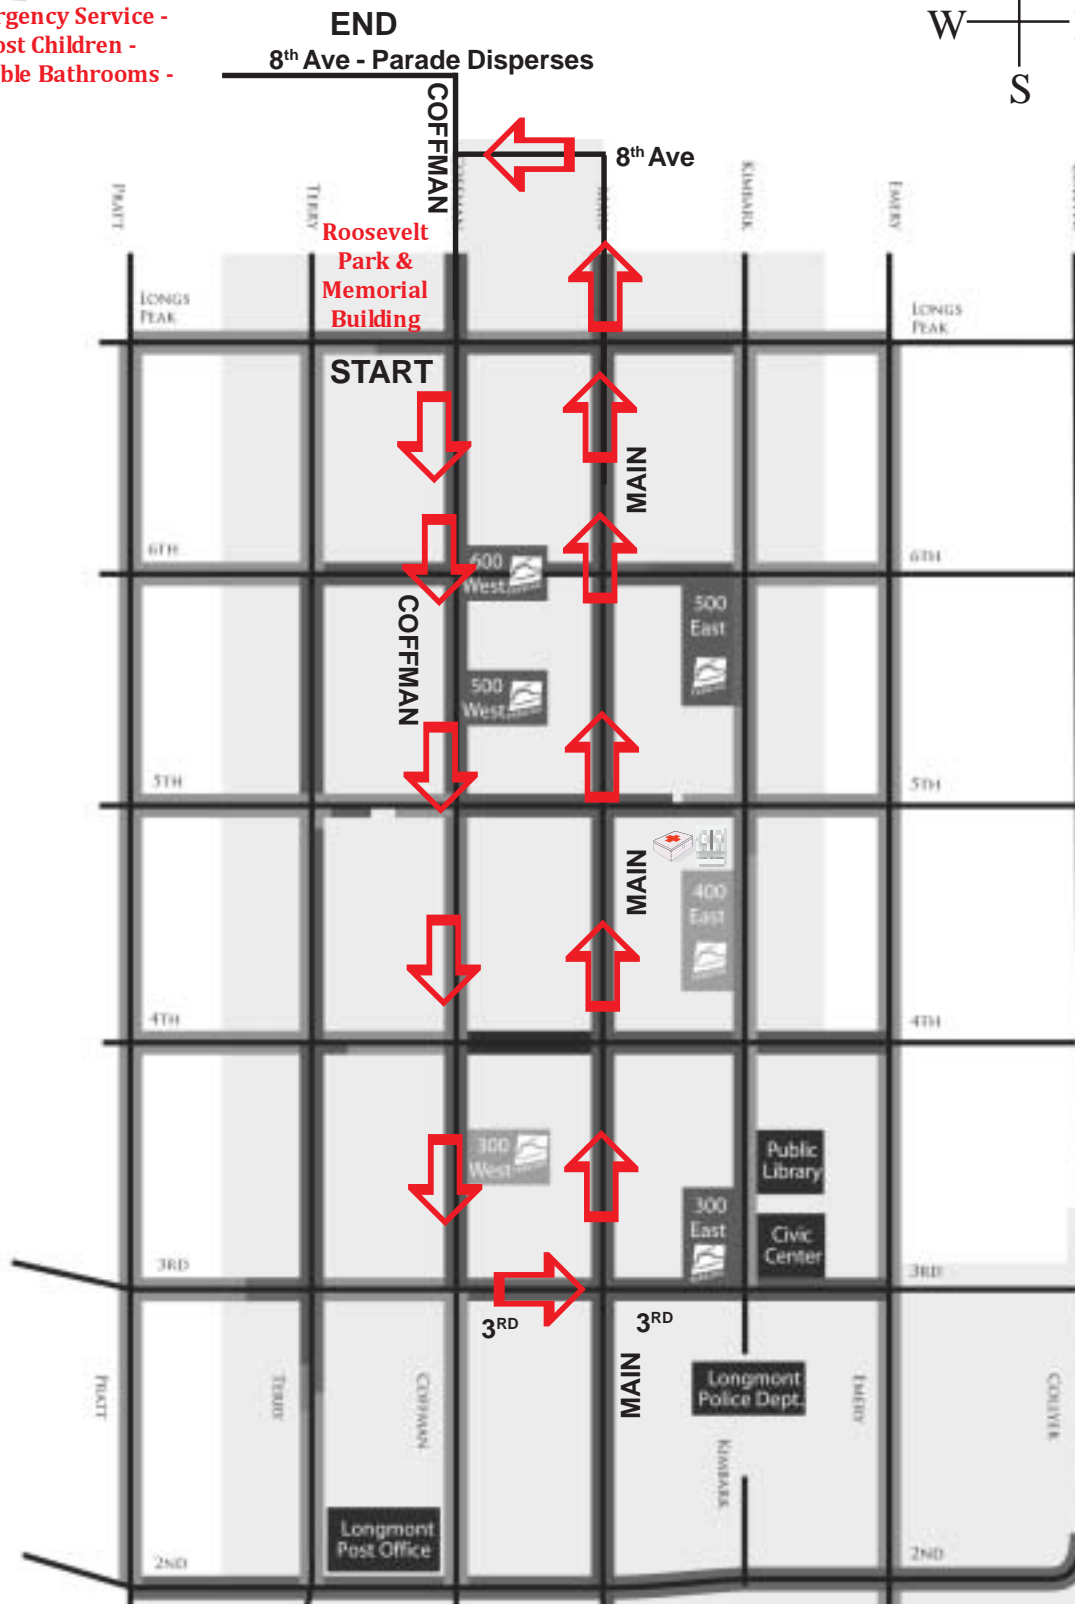 rgency Service -
ost Children -
ble Bathrooms -
END
8th Ave - Parade Disperses
W
S
COFFMAN
8th Ave
PRATT
TERRY
KIMBARK
EMERY
Roosevelt
Park &
Memorial
Building
LONGS
PEAK
LONGS
PEAK
START
MAIN
6TH
600
West
6TH
COFFMAN
500
East
500
West
5TH
5TH
MAIN
400
East
4TH
4TH
300
West
Public
Library
300
East
Civic
Center
3RD
3RD
3RD
3RD
MAIN
Longmont
Police Dept.
PRATT
TERRY
COFFMAN
EMERY
COLLYER
KIMBARK
Longmont
Post Office
2ND
2ND